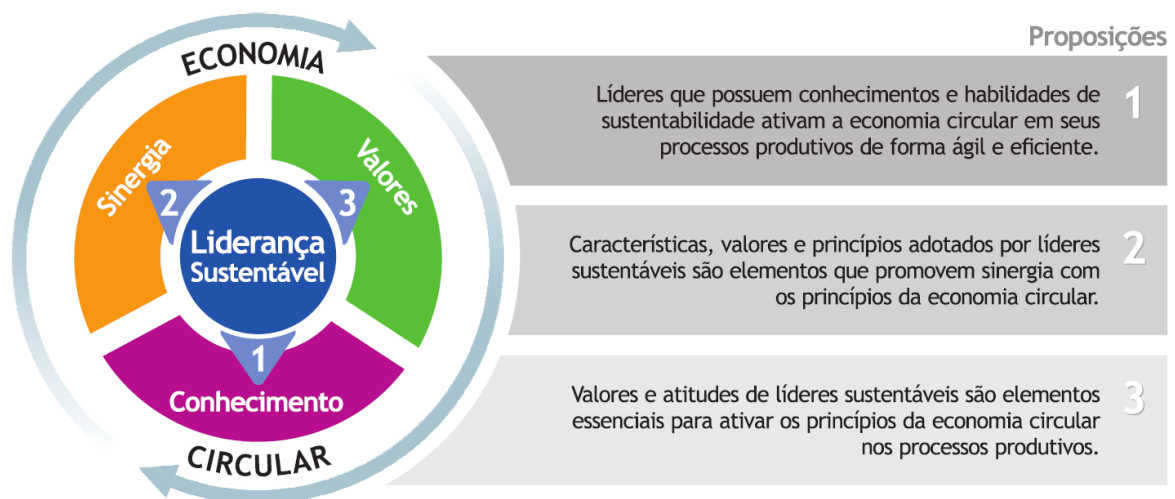 ECONOMIA
Sinergia
Valores
2
3
Liderança
Sustentável
1
Conhecimento
CIRCULAR
Proposições
Líderes que possuem conhecimentos e habilidades de
sustentabilidade ativam a economia circular em seus
processos produtivos de forma ágil e eficiente.
1
Características, valores e princípios adotados por líderes
sustentáveis são elementos que promovem sinergia com
os princípios da economia circular.
2
Valores e atitudes de líderes sustentáveis são elementos
essenciais para ativar os princípios da economia circular
nos processos produtivos.
3